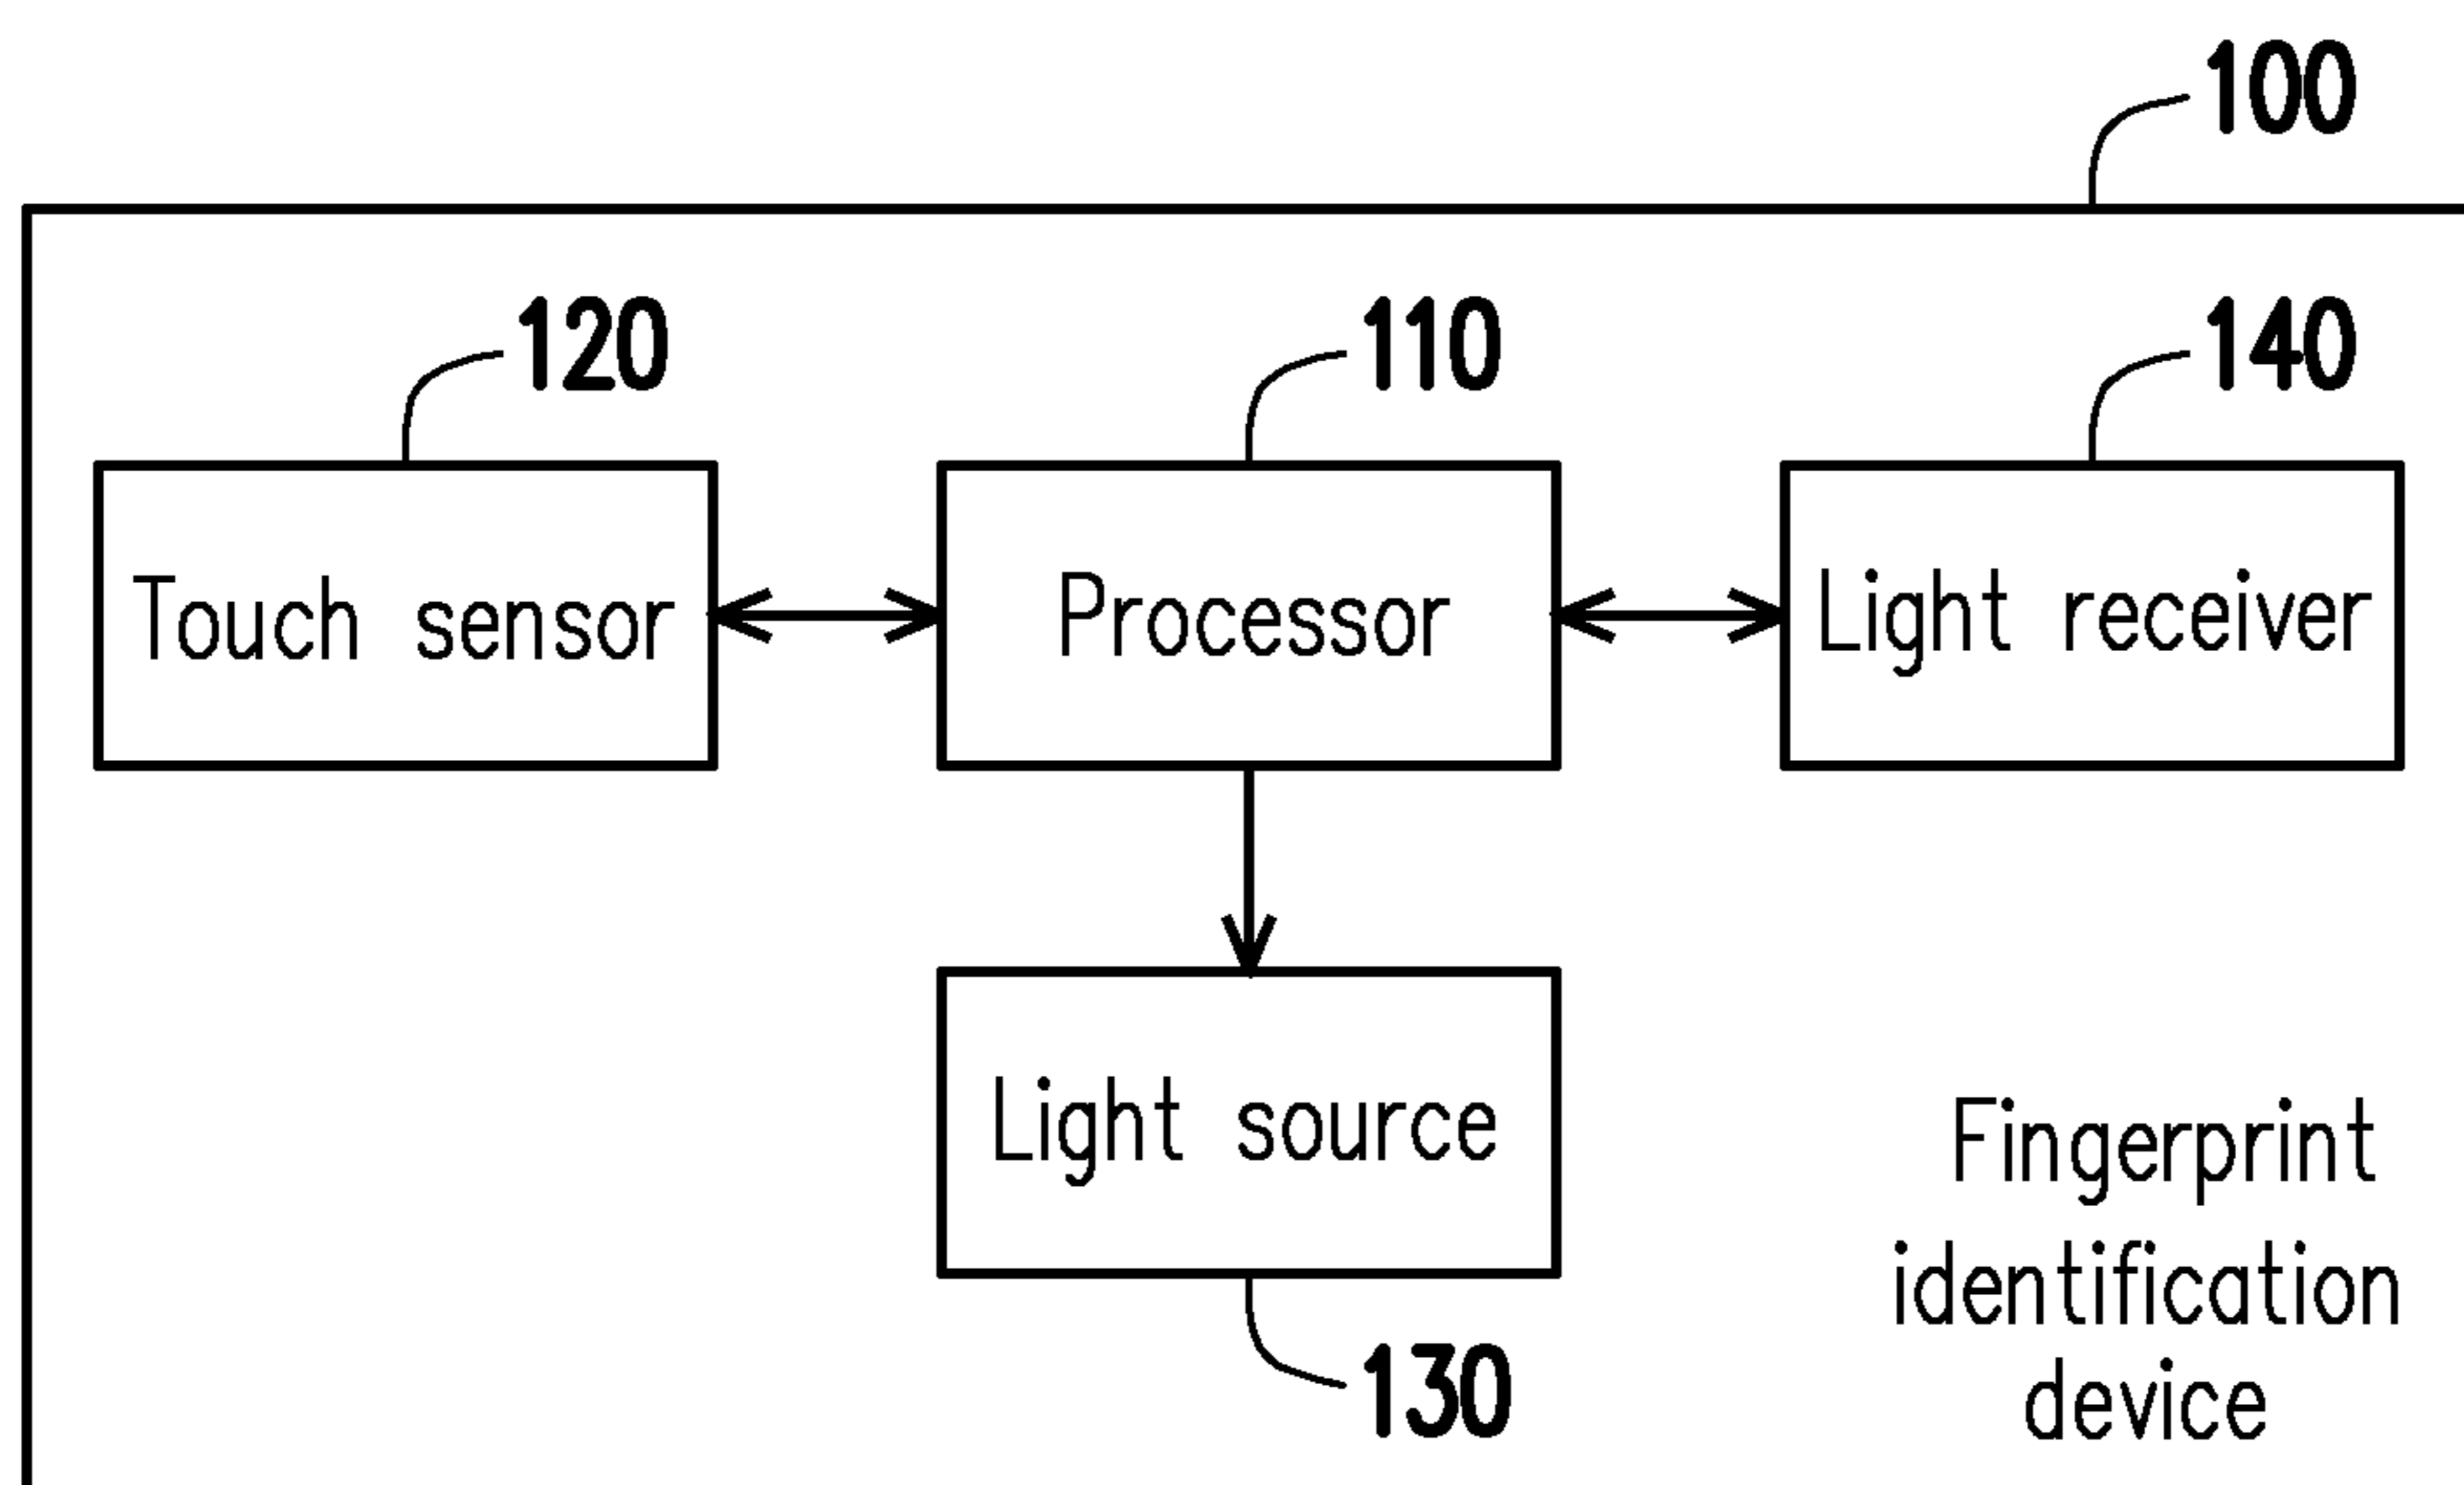 100
120
110
140
Touch sensor
Processor
Light receiver
Light source
130
Fingerprint
identification
device